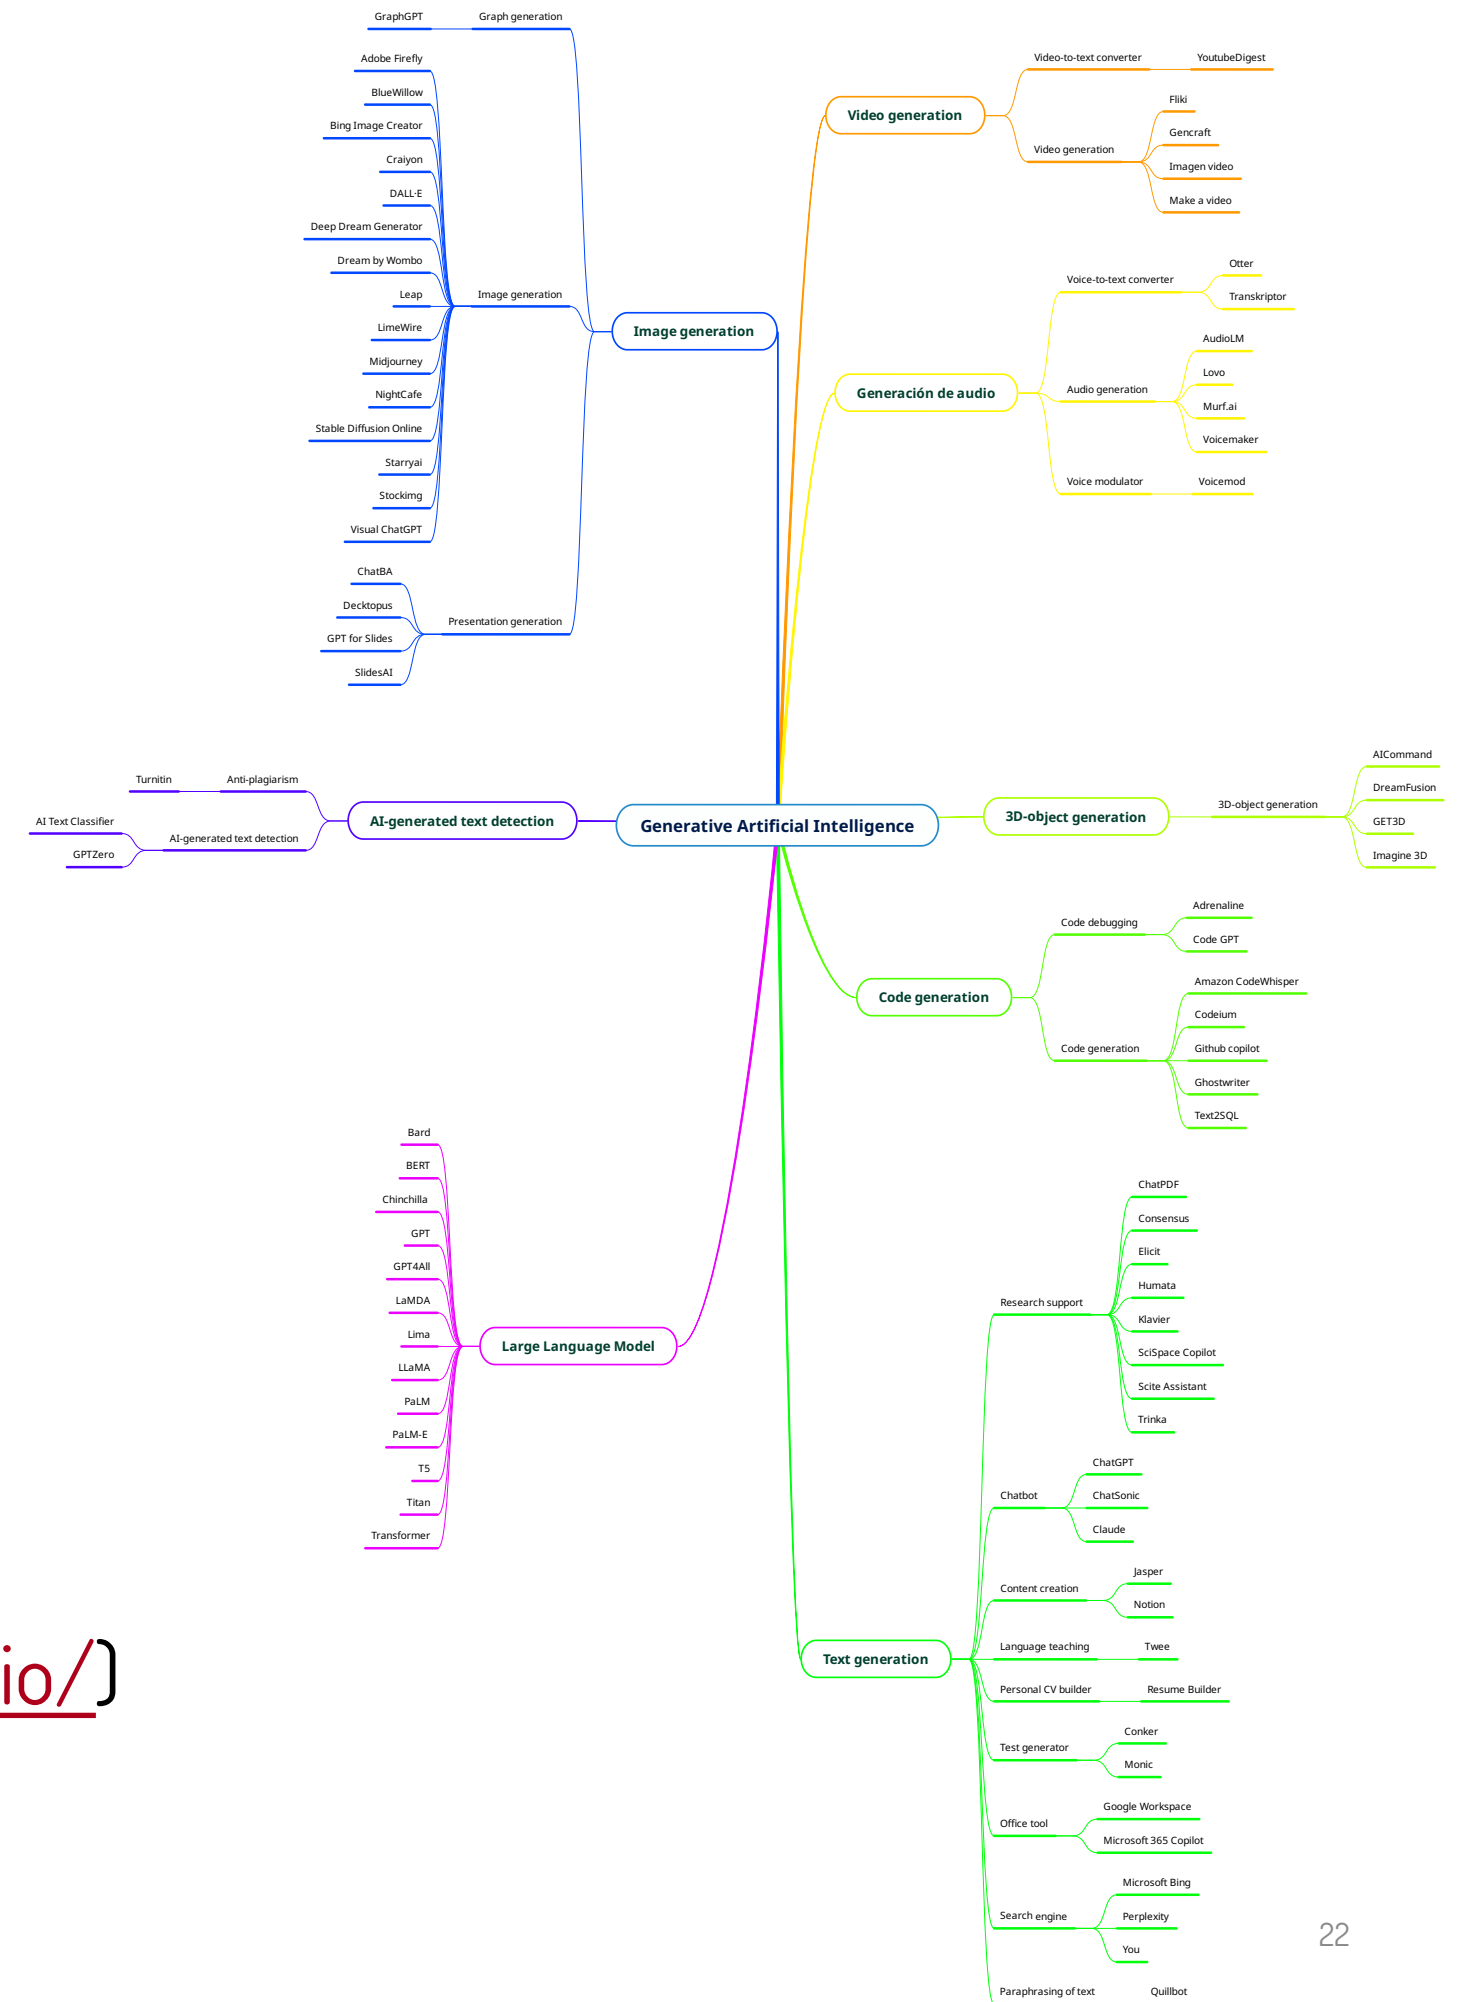 GraphGPT
Graph generation
Adobe Firefly
BlueWillow
Bing Image Creator
Craiyon
DALL·E
Deep Dream Generator
Dream by Wombo
Leap
LimeWire
Midjourney
NightCafe
Stable Diffusion Online
Starryai
Stockimg
Visual ChatGPT
Image generation
Image generation
ChatBA
Decktopus
GPT for Slides
SlidesAI
Presentation generation
Video generation
Video-to-text converter
YoutubeDigest
Video generation
Fliki
Gencraft
Imagen video
Make a video
Generación de audio
Voice-to-text converter
Otter
Transkriptor
Audio generation
AudioLM
Lovo
Murf.ai
Voicemaker
Voice modulator
Voicemod
Turnitin
Anti-plagiarism
AI Text Classifier
GPTZero
AI-generated text detection
AI-generated text detection
Generative Artificial Intelligence
3D-object generation
3D-object generation
AICommand
DreamFusion
GET3D
Imagine 3D
Code generation
Code debugging
Adrenaline
Code GPT
Code generation
Amazon CodeWhisper
Codeium
Github copilot
Ghostwriter
Text2SQL
Bard
BERT
Chinchilla
GPT
GPT4All
LaMDA
Lima
LLaMA
PaLM
PaLM-E
T5
Titan
Transformer
Large Language Model
Text generation
Research support
ChatPDF
Consensus
Elicit
Humata
Klavier
SciSpace Copilot
Scite Assistant
Trinka
Chatbot
ChatGPT
ChatSonic
Claude
Content creation
Jasper
Notion
Language teaching
Twee
Personal CV builder
Resume Builder
Test generator
Conker
Monic
Office tool
Google Workspace
Microsoft 365 Copilot
Search engine
Microsoft Bing
Perplexity
You
Paraphrasing of text
Quillbot
io/)
22